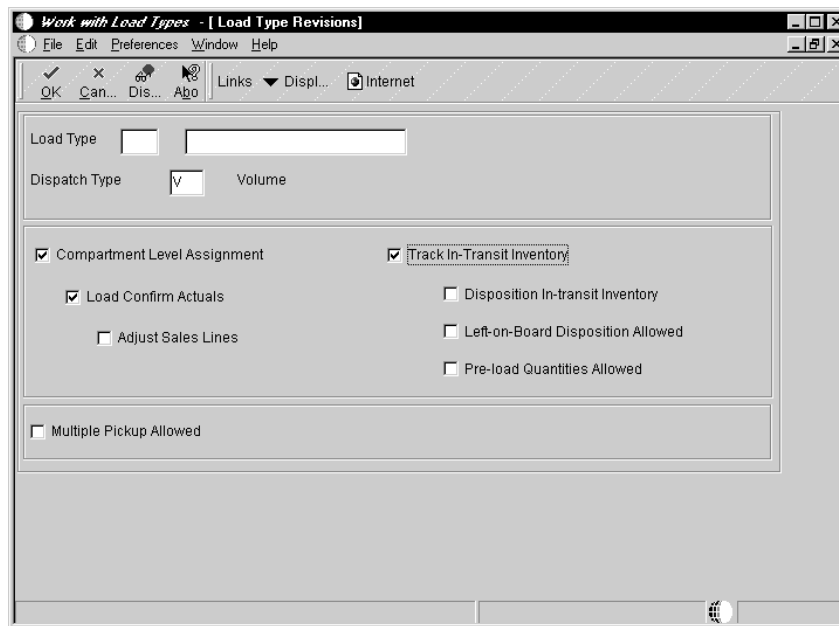 Work with Load Types - [Load Type Revisions]
File Edit Preferences Window Help
OK Can... Dis... Abo Links Displ... Internet
Load Type
Dispatch Type V Volume
Compartment Level Assignment Track In-Transit Inventory
Load Confirm Actuals Disposition In-transit Inventory
Adjust Sales Lines Left-on-Board Disposition Allowed
Pre-load Quantities Allowed
Multiple Pickup Allowed